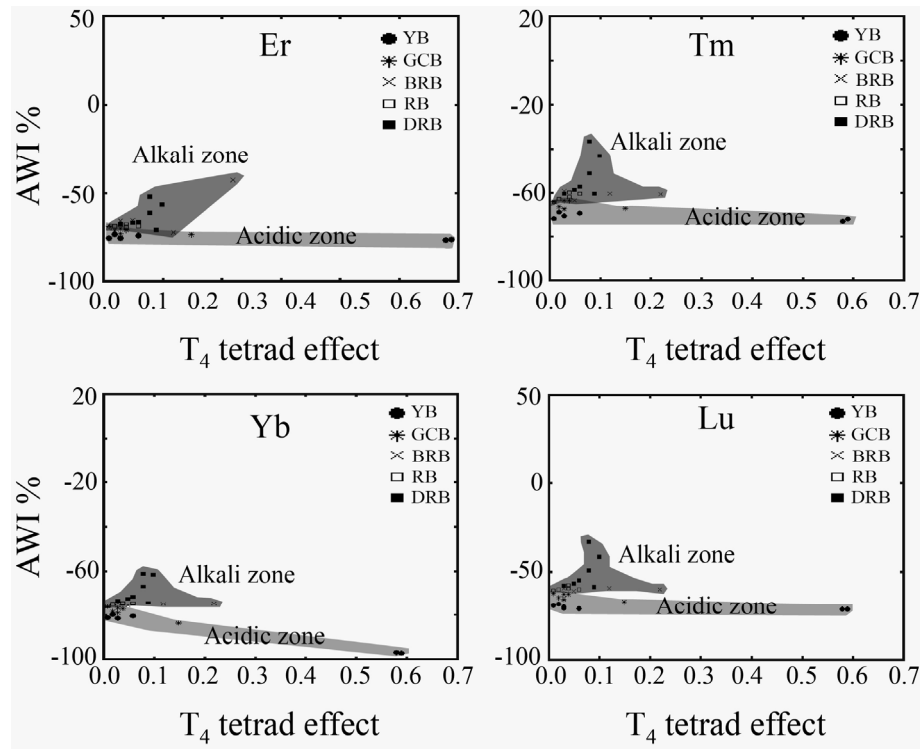 50
0
-50
-100
AWI %
Er
YB
GCB
BRB
RB
DRB
Alkali zone
Acidic zone
0.0 0.1 0.2 0.3 0.4 0.5 0.6 0.7
T4 tetrad effect
20
-20
-60
-100
Tm
YB
GCB
BRB
RB
DRB
Alkali zone
Acidic zone
0.0 0.1 0.2 0.3 0.4 0.5 0.6 0.7
T4 tetrad effect
20
-20
-60
-100
AWI %
Yb
YB
GCB
BRB
RB
DRB
Alkali zone
Acidic zone
0.0 0.1 0.2 0.3 0.4 0.5 0.6 0.7
T4 tetrad effect
50
0
-50
-100
Lu
YB
GCB
BRB
RB
DRB
Alkali zone
Acidic zone
0.0 0.1 0.2 0.3 0.4 0.5 0.6 0.7
T4 tetrad effect